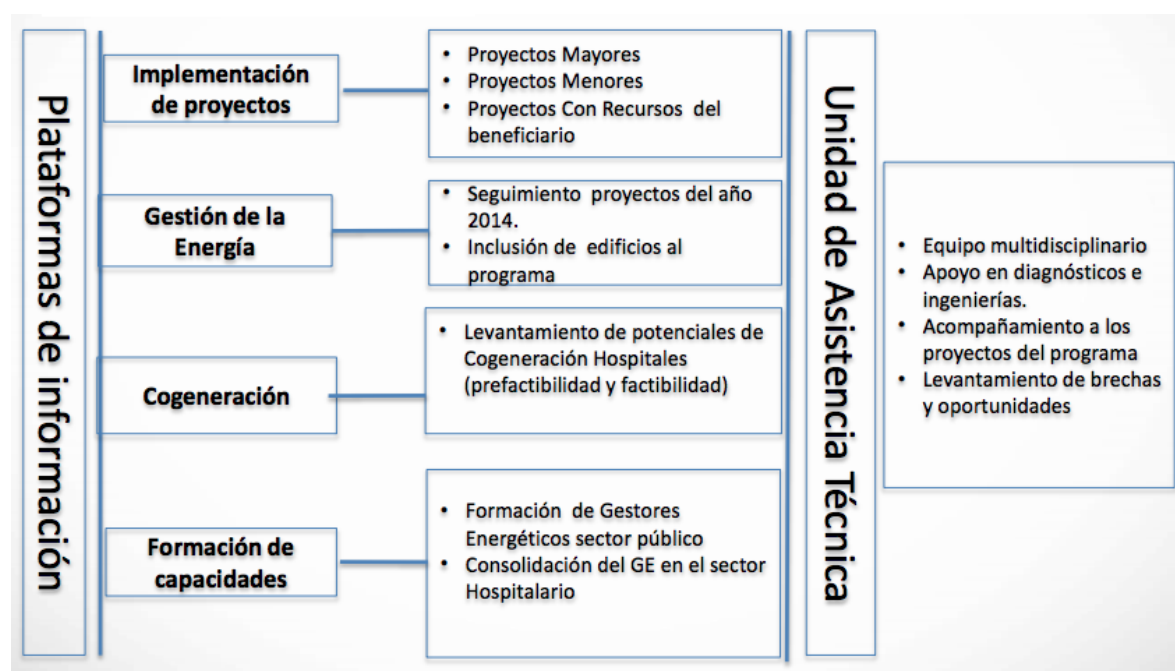 Plataformas de información
Implementación
de proyectos
• Proyectos Mayores
• Proyectos Menores
• Proyectos Con Recursos del
beneficiario
Gestión de la
Energía
• Seguimiento proyectos del año
2014.
• Inclusión de edificios al
programa
Cogeneración
• Levantamiento de potenciales de
Cogeneración Hospitales
(prefactibilidad y factibilidad)
Formación de
capacidades
• Formación de Gestores
Energéticos sector público
• Consolidación del GE en el sector
Hospitalario
Unidad de Asistencia Técnica
• Equipo multidisciplinario
• Apoyo en diagnósticos e
ingenierías.
• Acompañamiento a los
proyectos del programa
• Levantamiento de brechas
y oportunidades